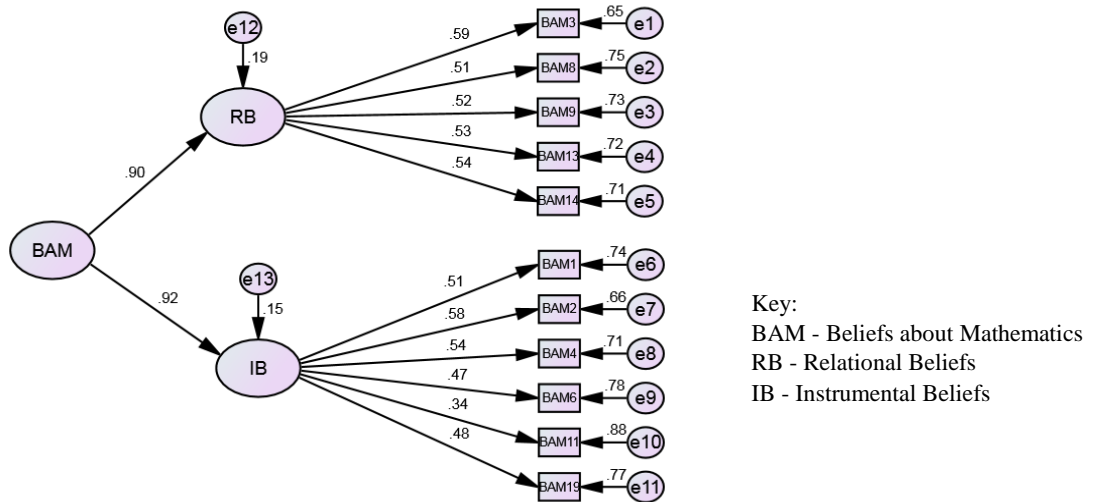 e12
.19
RB
.90
BAM
.92
e13
.15
IB
.59
BAM3
.65
e1
.51
BAM8
.75
e2
.52
BAM9
.73
e3
.53
BAM13
.72
e4
.54
BAM14
.71
e5
.51
BAM1
.74
e6
.58
BAM2
.66
e7
.54
BAM4
.71
e8
.47
BAM6
.78
e9
.34
BAM11
.88
e10
.48
BAM19
.77
e11
Key:
BAM - Beliefs about Mathematics
RB - Relational Beliefs
IB - Instrumental Beliefs